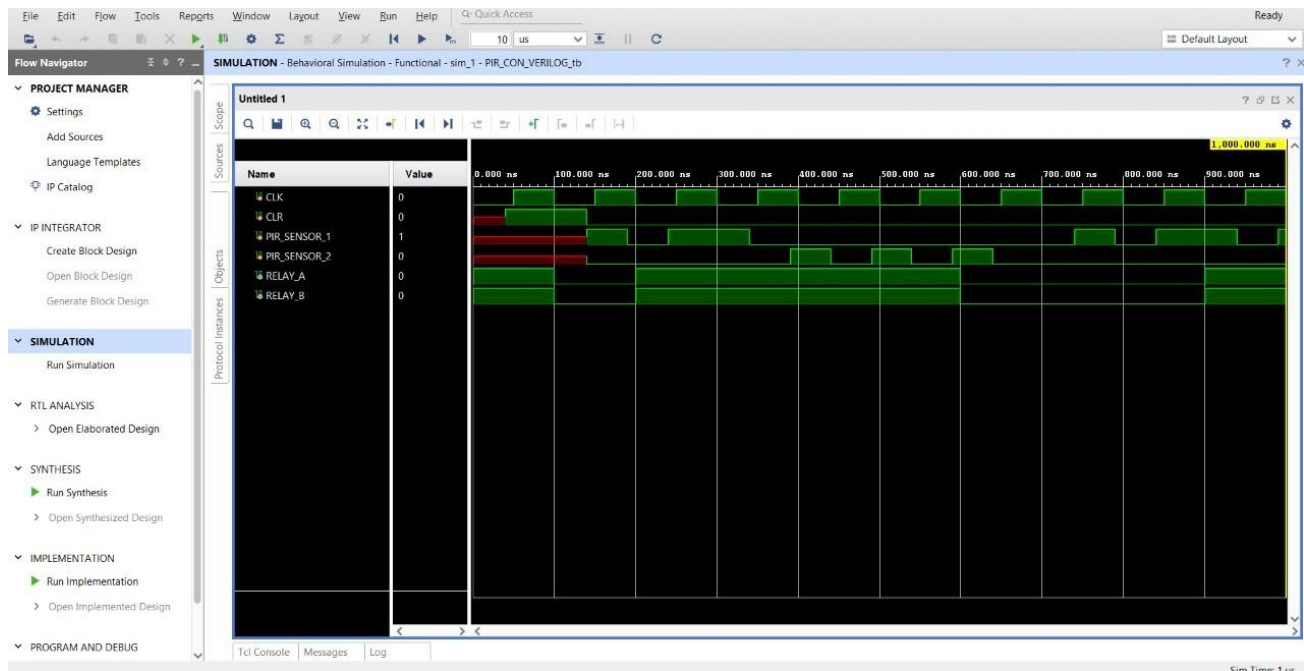 File Edit Flow Tools Reports Window Layout View Run Help Q- Quick Access Ready
10 us Default Layout
Flow Navigator SIMULATION - Behavioral Simulation - Functional - sim_1 - PIR_CON_VERILOG_tb
PROJECT MANAGER
Settings
Add Sources
Language Templates
IP Catalog
IP INTEGRATOR
Create Block Design
Open Block Design
Generate Block Design
SIMULATION
Run Simulation
RTL ANALYSIS
Open Elaborated Design
SYNTHESIS
Run Synthesis
Open Synthesized Design
IMPLEMENTATION
Run Implementation
Open Implemented Design
PROGRAM AND DEBUG
Scope
Sources
Objects
Protocol Instances
Untitled 1
1,000.000 ns
Name Value 0.000 ns 100.000 ns 200.000 ns 300.000 ns 400.000 ns 500.000 ns 600.000 ns 700.000 ns 800.000 ns 900.000 ns
CLK 0
CLR 0
PIR_SENSOR_1 1
PIR_SENSOR_2 0
RELAY_A 0
RELAY_B 0
Tcl Console Messages Log
Sim Time: 1 us